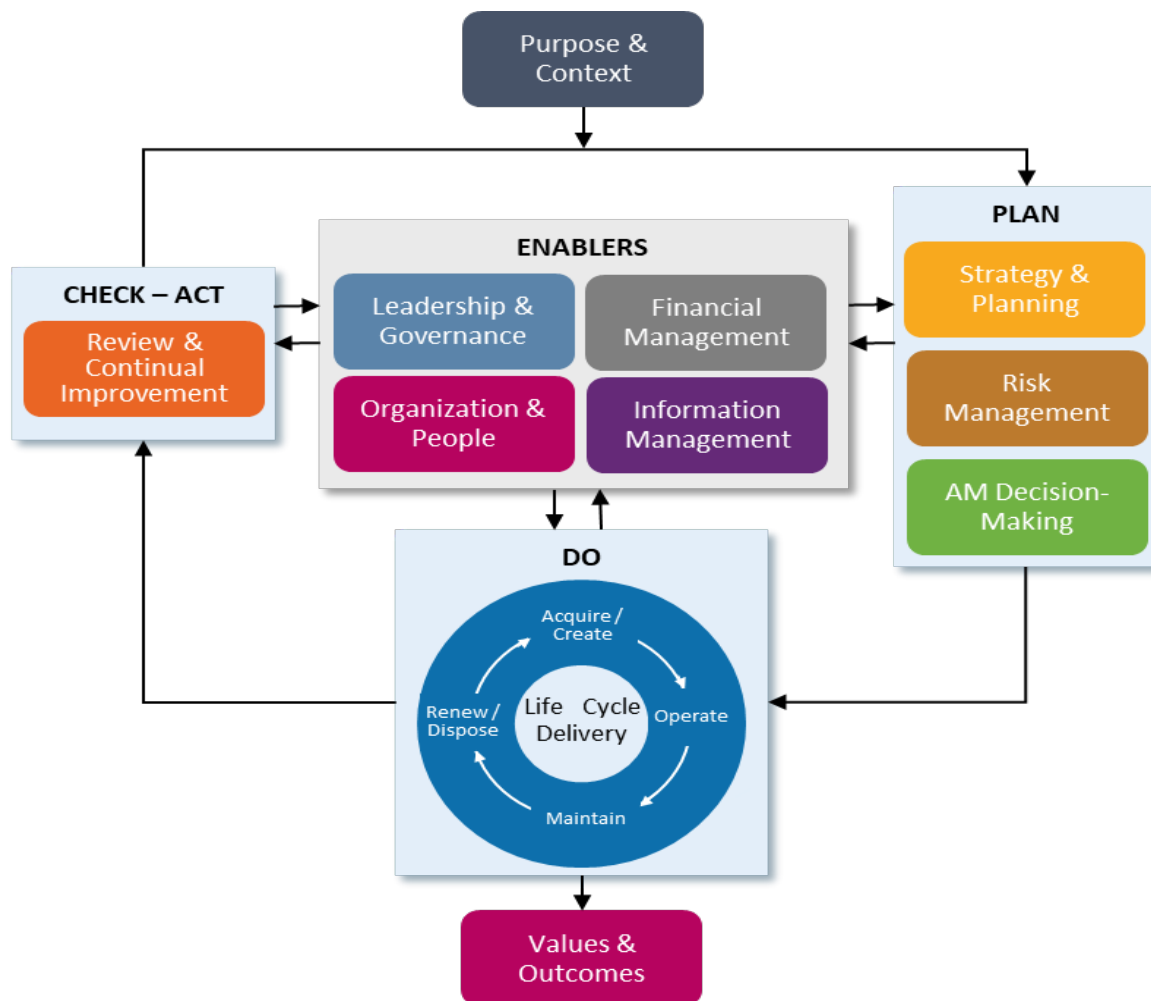 Purpose &
Context
PLAN
Strategy &
Planning
Risk
Management
AM Decision-
Making
ENABLERS
Leadership &
Governance
Financial
Management
Organization &
People
Information
Management
CHECK – ACT
Review &
Continual
Improvement
DO
Acquire /
Create
Operate
Maintain
Renew /
Dispose
Life Cycle
Delivery
Values &
Outcomes